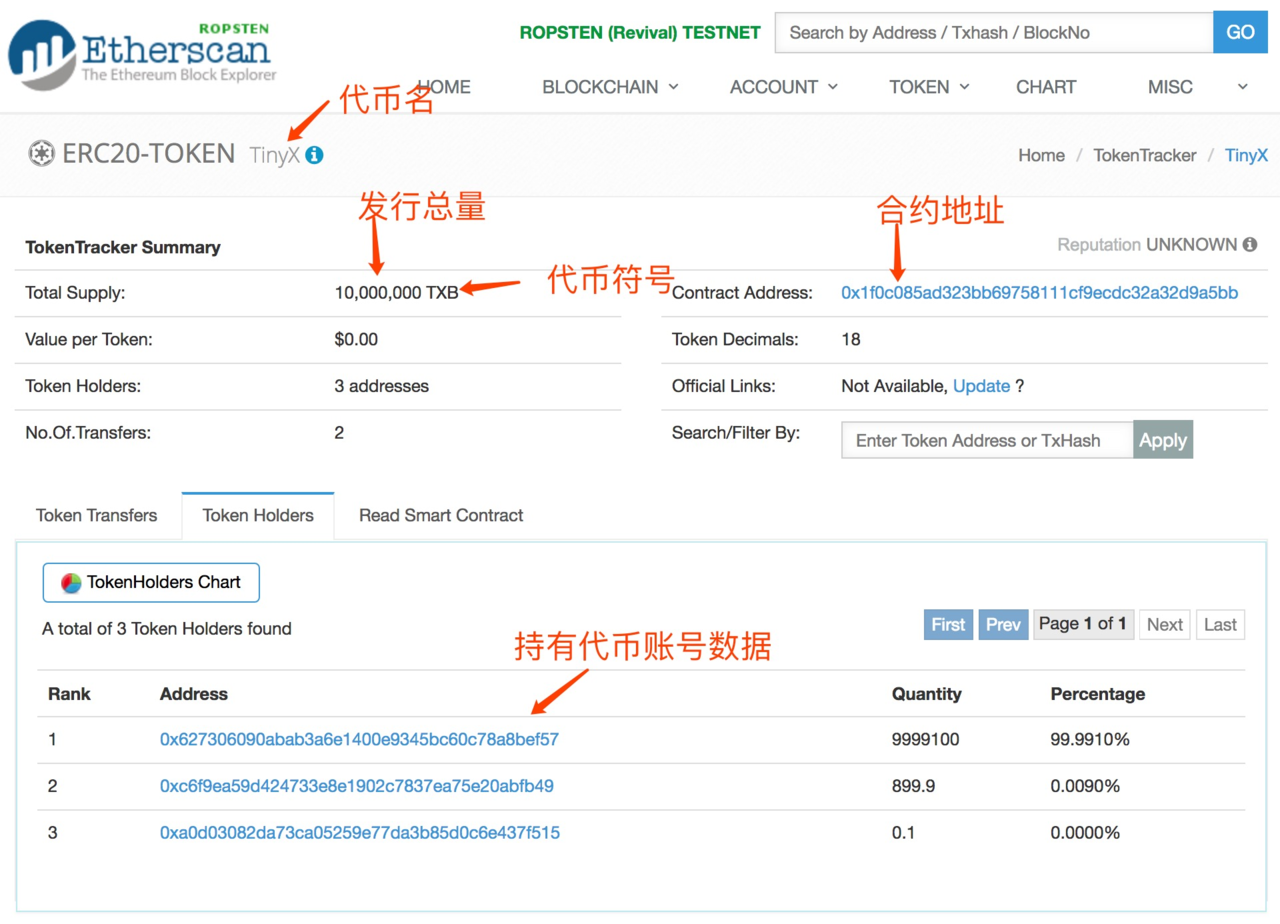 ROPSTEN
Etherscan
The Ethereum Block Explorer
ROPSTEN (Revival) TESTNET
Search by Address / Txhash / BlockNo
GO
HOME
BLOCKCHAIN
ACCOUNT
TOKEN
CHART
MISC
代币名
ERC20-TOKEN TinyX
Home / TokenTracker / TinyX
发行总量
合约地址
TokenTracker Summary
Reputation UNKNOWN
代币符号
Total Supply: 10,000,000 TXB
Contract Address: 0x1f0c085ad323bb69758111cf9ecdc32a32d9a5bb
Value per Token: $0.00
Token Decimals: 18
Token Holders: 3 addresses
Official Links: Not Available, Update ?
No.Of.Transfers: 2
Search/Filter By: Enter Token Address or TxHash Apply
Token Transfers
Token Holders
Read Smart Contract
TokenHolders Chart
A total of 3 Token Holders found
First Prev Page 1 of 1 Next Last
持有代币账号数据
Rank Address Quantity Percentage
1 0x627306090abab3a6e1400e9345bc60c78a8bef57 9999100 99.9910%
2 0xc6f9ea59d424733e8e1902c7837ea75e20abfb49 899.9 0.0090%
3 0xa0d03082da73ca05259e77da3b85d0c6e437f515 0.1 0.0000%